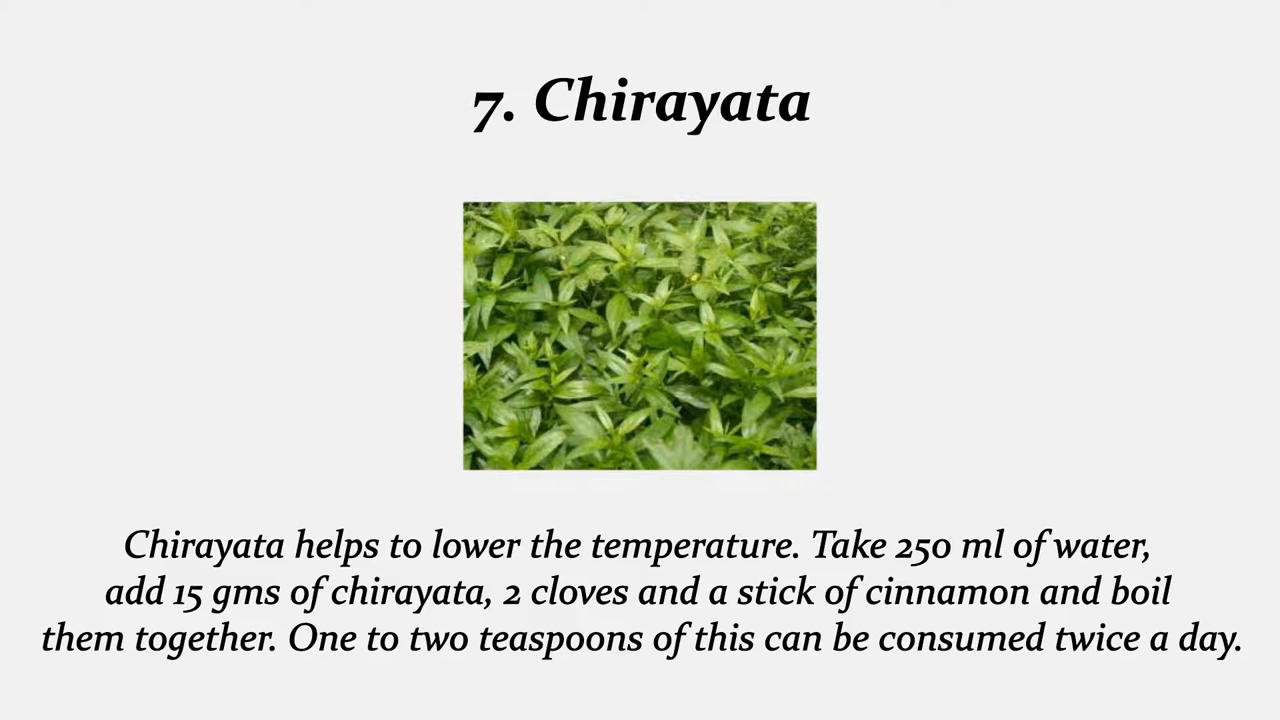 7. Chirayata
Chirayata helps to lower the temperature. Take 250 ml of water,
add 15 gms of chirayata, 2 cloves and a stick of cinnamon and boil
them together. One to two teaspoons of this can be consumed twice a day.